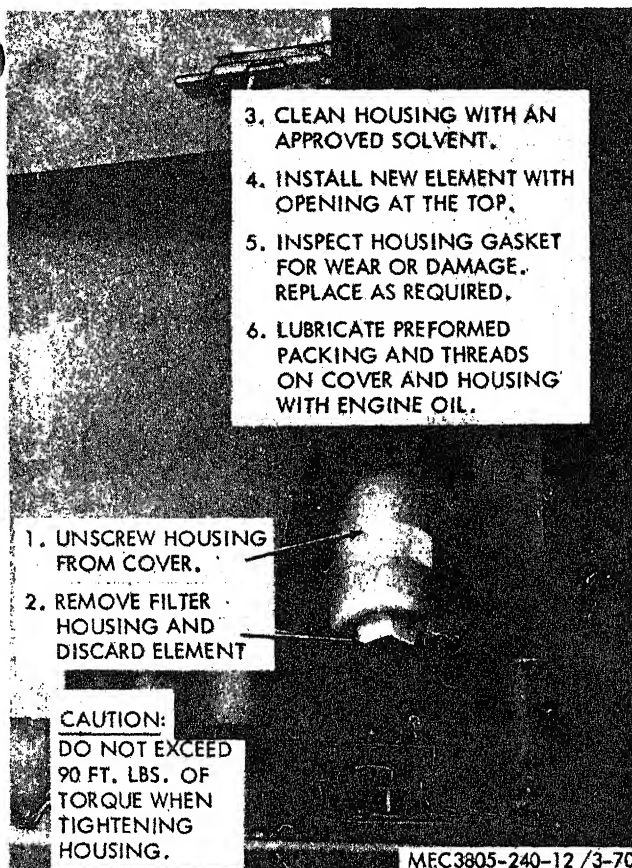 1. UNSCREW HOUSING
FROM COVER.
2. REMOVE FILTER
HOUSING AND
DISCARD ELEMENT
3. CLEAN HOUSING WITH AN
APPROVED SOLVENT.
4. INSTALL NEW ELEMENT WITH
OPENING AT THE TOP.
5. INSPECT HOUSING GASKET
FOR WEAR OR DAMAGE.
REPLACE AS REQUIRED.
6. LUBRICATE PREFORMED
PACKING AND THREADS
ON COVER AND HOUSING
WITH ENGINE OIL.
CAUTION:
DO NOT EXCEED
90 FT. LBS. OF
TORQUE WHEN
TIGHTENING
HOUSING.
MEC3805-240-12/3-70